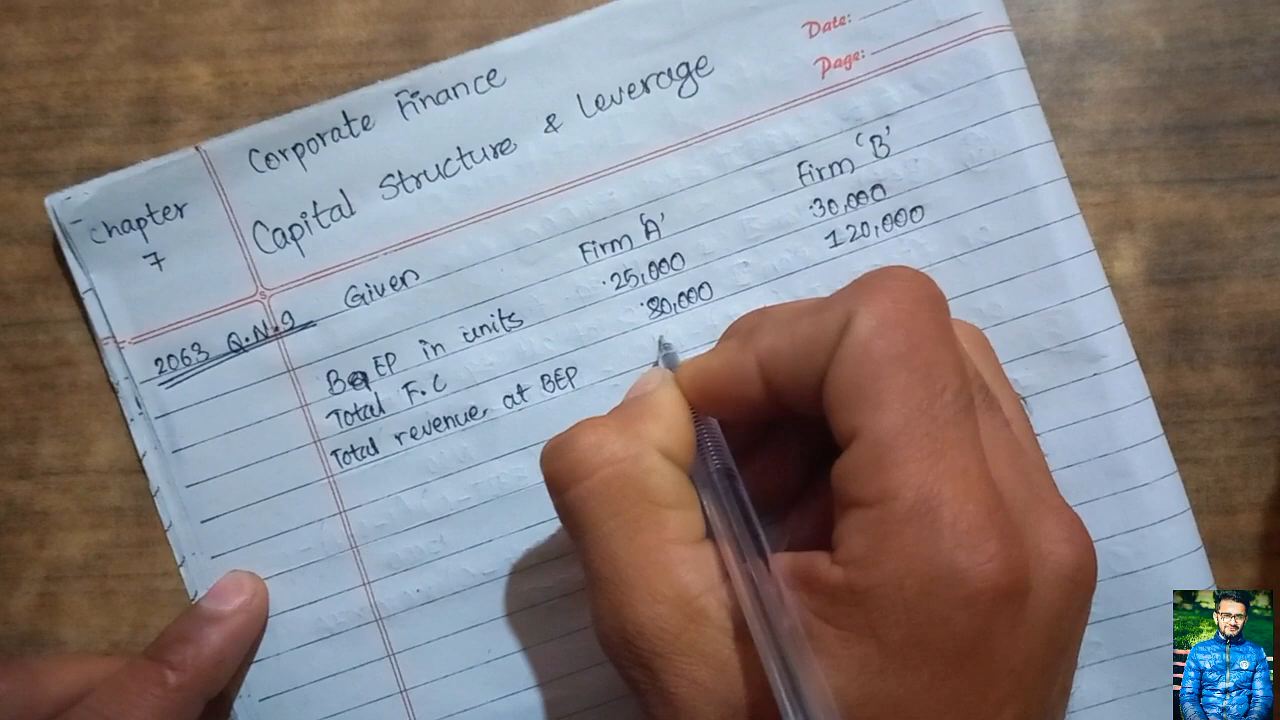 Date:
Page:
Corporate Finance
Capital Structure & Leverage
Chapter
7
2063 Q.N.9
Given Firm 'A' Firm 'B'
BEP in units 25,000 30,000
Total F.C 80,000 120,000
Total revenue at BEP